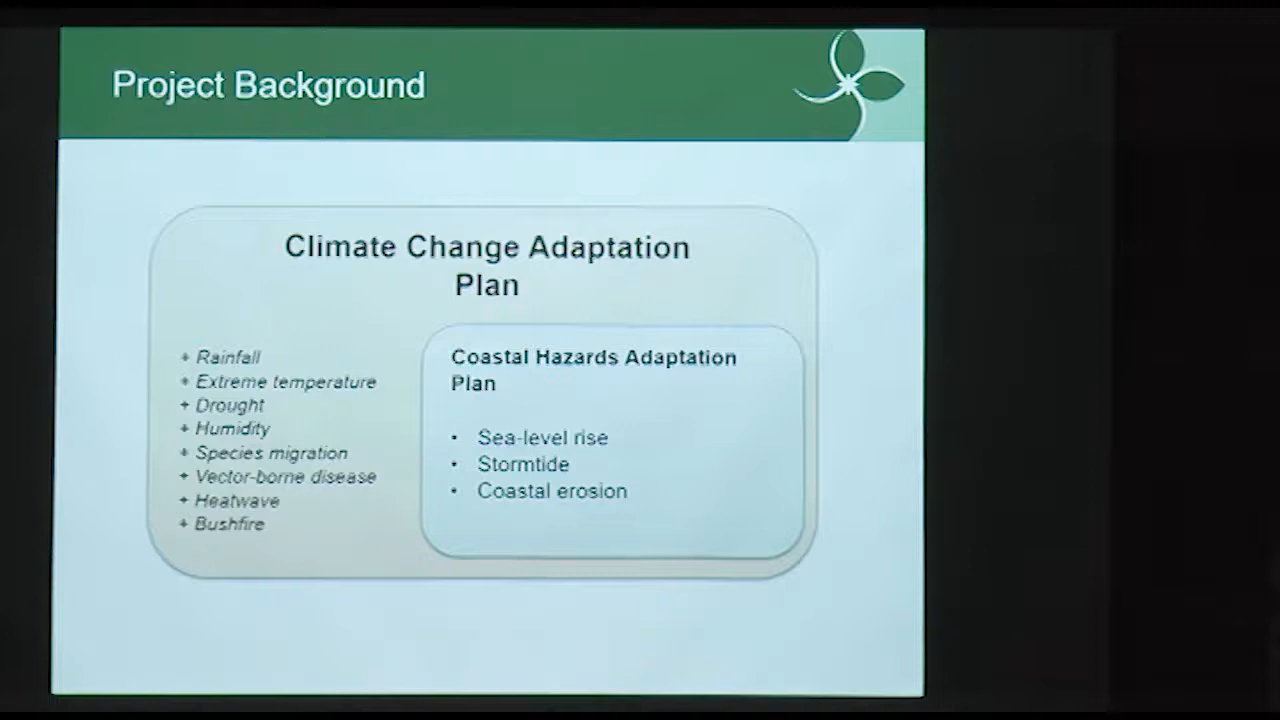 Project Background
Climate Change Adaptation
Plan
+ Rainfall
+ Extreme temperature
+ Drought
+ Humidity
+ Species migration
+ Vector-borne disease
+ Heatwave
+ Bushfire
Coastal Hazards Adaptation
Plan
• Sea-level rise
• Stormtide
• Coastal erosion